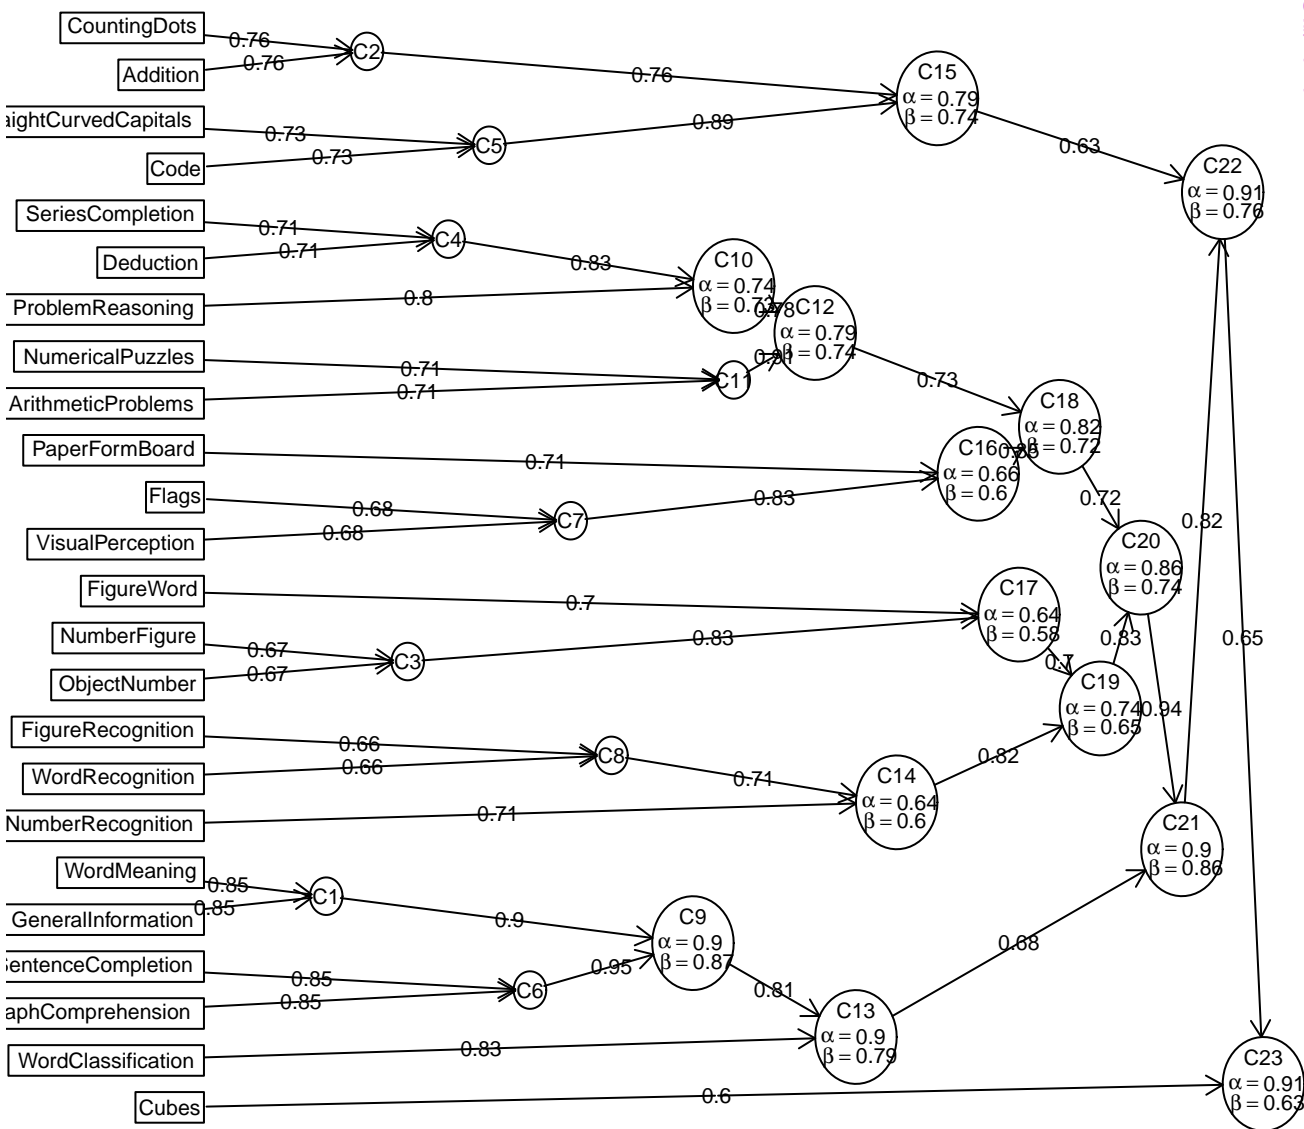 CountingDots
0.76
Addition
0.76
C2
0.76
C15
α = 0.79
β = 0.74
aightCurvedCapitals
0.73
Code
0.73
C5
0.89
0.63
C22
α = 0.91
β = 0.76
SeriesCompletion
0.71
Deduction
0.71
C4
0.83
C10
α = 0.74
β = 0.73
ProblemReasoning
0.8
0.78
C12
α = 0.79
β = 0.74
NumericalPuzzles
0.71
ArithmeticProblems
0.71
C11
0.91
0.73
C18
α = 0.82
β = 0.72
PaperFormBoard
0.71
C16
α = 0.66
β = 0.6
Flags
0.68
VisualPerception
0.68
C7
0.83
0.72
C20
α = 0.86
β = 0.74
0.82
FigureWord
0.7
C17
α = 0.64
β = 0.58
NumberFigure
0.67
ObjectNumber
0.67
C3
0.83
0.7
0.83
0.65
C19
α = 0.74
β = 0.65
0.94
FigureRecognition
0.66
WordRecognition
0.66
C8
0.71
C14
α = 0.64
β = 0.6
0.82
NumberRecognition
0.71
C21
α = 0.9
β = 0.86
WordMeaning
0.85
GeneralInformation
0.85
C1
0.9
C9
α = 0.9
β = 0.87
SentenceCompletion
0.85
aphComprehension
0.85
C6
0.95
0.81
0.68
C13
α = 0.9
β = 0.79
WordClassification
0.83
Cubes
0.6
C23
α = 0.91
β = 0.63